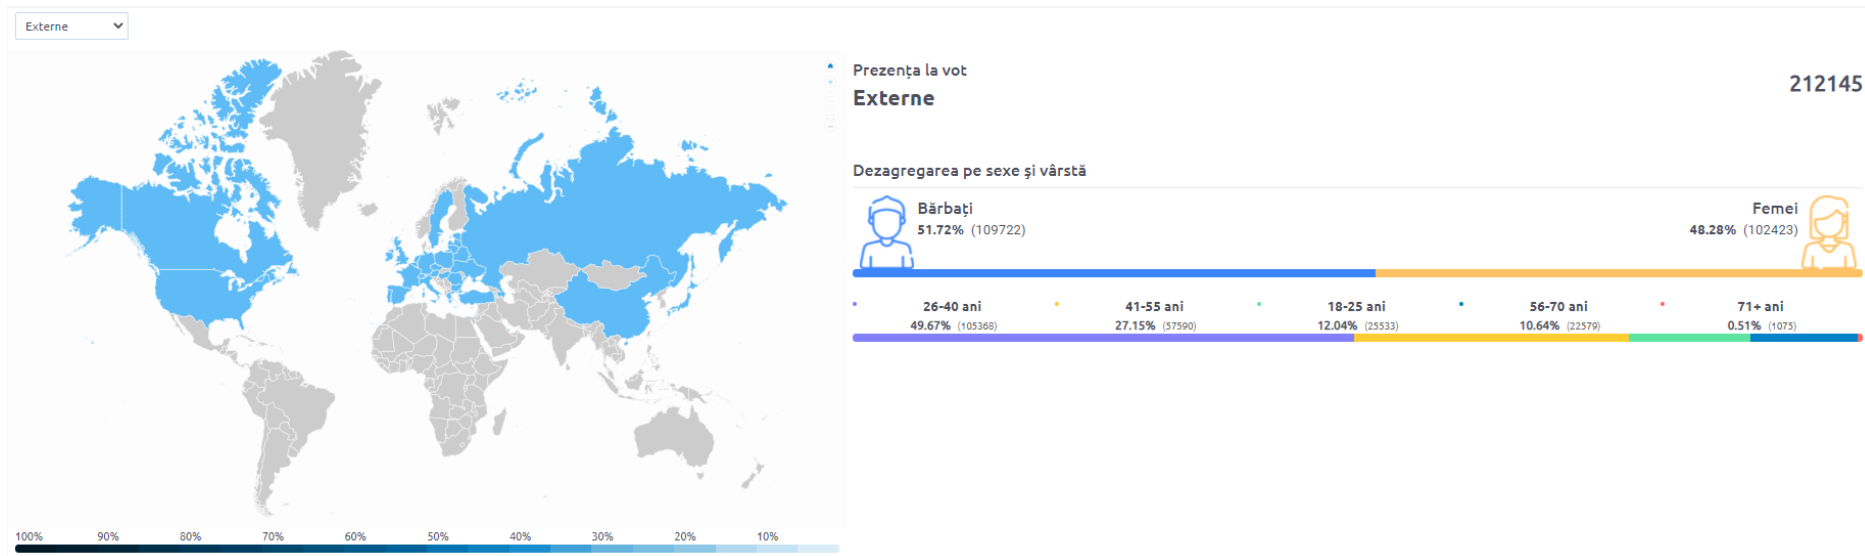 Externe
Prezența la vot
Externe
212145
Dezagregarea pe sexe și vârstă
Bărbați
51.72% (109722)
Femei
48.28% (102423)
26-40 ani
49.67% (105368)
41-55 ani
27.15% (57590)
18-25 ani
12.04% (25533)
56-70 ani
10.64% (22579)
71+ ani
0.51% (1075)
100% 90% 80% 70% 60% 50% 40% 30% 20% 10%